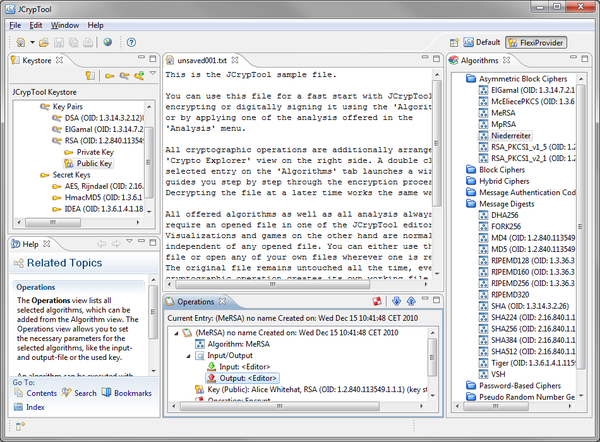 JCrypTool
File Edit Window Help
Default FlexiProvider
Keystore
JCrypTool Keystore
Key Pairs
DSA (OID: 1.3.14.3.2.12)
ElGamal (OID: 1.3.14.7.2
RSA (OID: 1.2.840.113549
Private Key
Public Key
Secret Keys
AES, Rijndael (OID: 2.16.
HmacMD5 (OID: 1.3.6.1.
IDEA (OID: 1.3.6.1.4.1.18
Help
Related Topics
Operations
The Operations view lists all
selected algorithms, which can be
added from the Algorithm view. The
Operations view allows you to set
the necessary parameters for the
selected algorithms, like the input-
and output-file or the used key.
An algorithm can be executed with
Go To:
Contents Search Bookmarks
Index
unsaved001.txt
This is the JCrypTool sample file.
You can use this file for a fast start with JCrypTool
encrypting or digitally signing it using the 'Algorit
or by applying one of the analysis offered in the
'Analysis' menu.
All cryptographic operations are additionally arrange
'Crypto Explorer' view on the right side. A double cl
selected entry on the 'Algorithms' tab launches a wiz
guides you step by step through the encryption proces
Decrypting the file at a later time works the same wa
All offered algorithms as well as all analysis always
require an opened file in one of the JCrypTool editor
Visualizations and games on the other hand are normal
independent of any opened file. You can either use th
file or open any of your own files wherever one is re
The original file remains untouched all the time, eve
cryptographic operation creates its own working file
Operations
Current Entry: (MeRSA) no name Created on: Wed Dec 15 10:41:48 CET 2010
(MeRSA) no name Created on: Wed Dec 15 10:41:48 CET 2010
Algorithm: MeRSA
Input/Output
Input: <Editor>
Output: <Editor>
Key (Public): Alice Whitehat, RSA (OID: 1.2.840.113549.1.1.1) (key st
Operation: Encrypt
Algorithms
Asymmetric Block Ciphers
ElGamal (OID: 1.3.14.7.2
McEliecePKCS (OID: 1.3.6
MeRSA
MpRSA
Niederreiter
RSA_PKCS1_v1_5 (OID: 1.2
RSA_PKCS1_v2_1 (OID: 1.2
Block Ciphers
Hybrid Ciphers
Message Authentication Cod
Message Digests
DHA256
FORK256
MD4 (OID: 1.2.840.113549
MD5 (OID: 1.2.840.113549
RIPEMD128 (OID: 1.3.36.3
RIPEMD160 (OID: 1.3.36.3
RIPEMD256 (OID: 1.3.36.3
RIPEMD320
SHA (OID: 1.3.14.3.2.26)
SHA224 (OID: 2.16.840.1.1
SHA256 (OID: 2.16.840.1.1
SHA384 (OID: 2.16.840.1.1
SHA512 (OID: 2.16.840.1.1
Tiger (OID: 1.3.6.1.4.1.1159
VSH
Password-Based Ciphers
Pseudo Random Number Ge